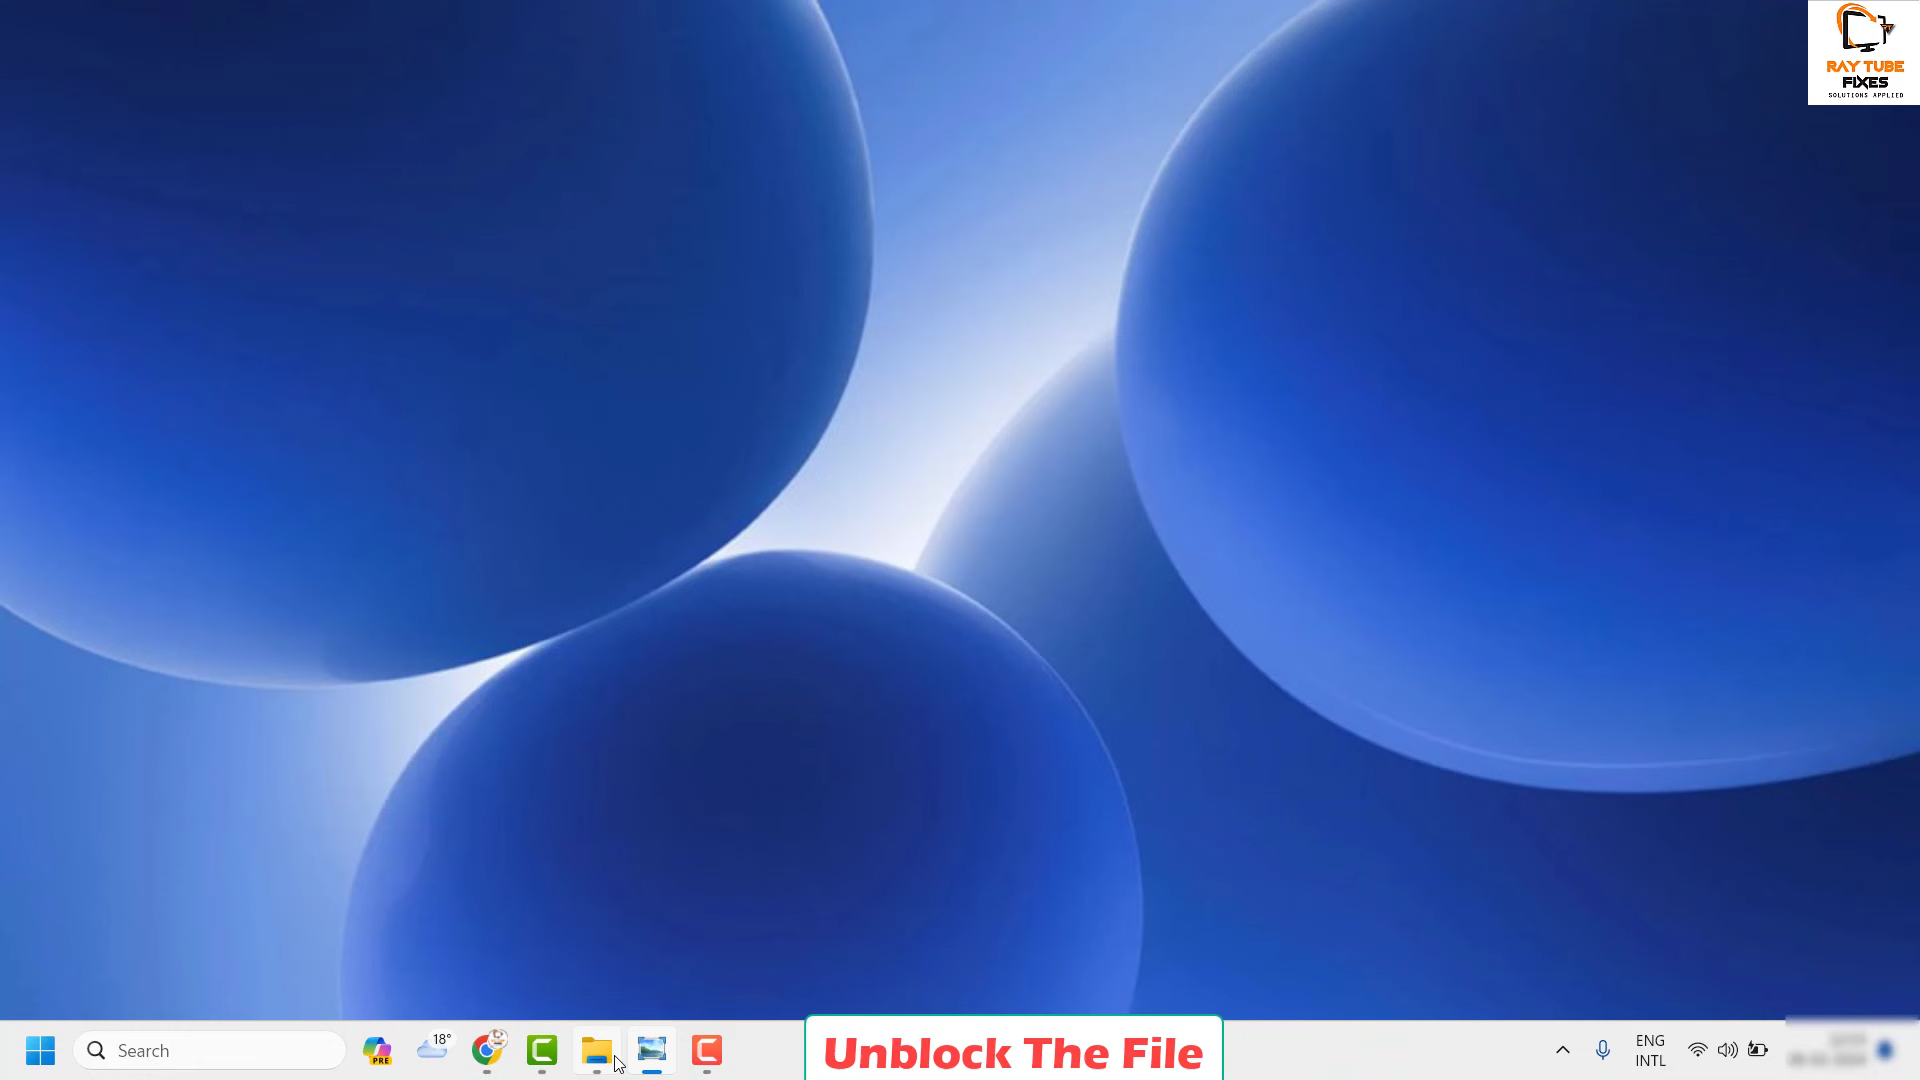 RAY TUBE
FIXES
SOLUTIONS APPLIED
Search
PRE
18°
Unblock The File
ENG
INTL